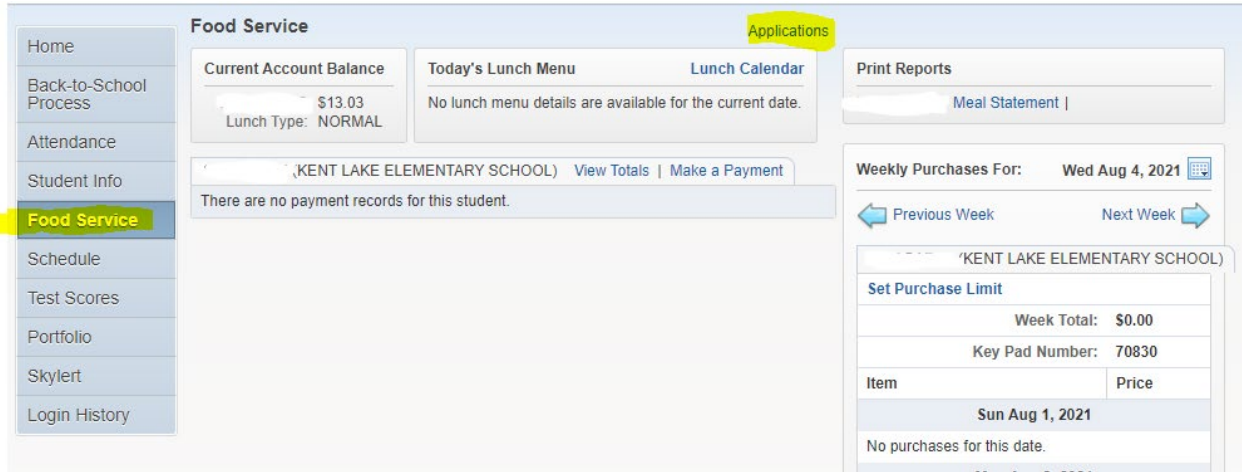 Home
Back-to-School
Process
Attendance
Student Info
Food Service
Schedule
Test Scores
Portfolio
Skylert
Login History
Food Service
Applications
Current Account Balance
$13.03
Lunch Type: NORMAL
Today's Lunch Menu Lunch Calendar
No lunch menu details are available for the current date.
(KENT LAKE ELEMENTARY SCHOOL) View Totals | Make a Payment
There are no payment records for this student.
Print Reports
Meal Statement |
Weekly Purchases For: Wed Aug 4, 2021
Previous Week Next Week
(KENT LAKE ELEMENTARY SCHOOL)
Set Purchase Limit
Week Total: $0.00
Key Pad Number: 70830
Item Price
Sun Aug 1, 2021
No purchases for this date.